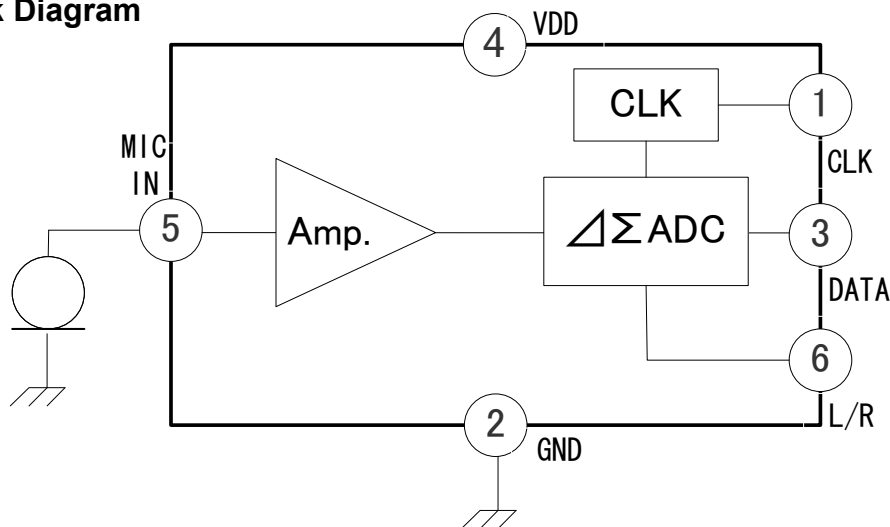 k Diagram
4
VDD
CLK
1
CLK
MIC
IN
5
Amp.
⊿ΣADC
3
DATA
6
L/R
2
GND